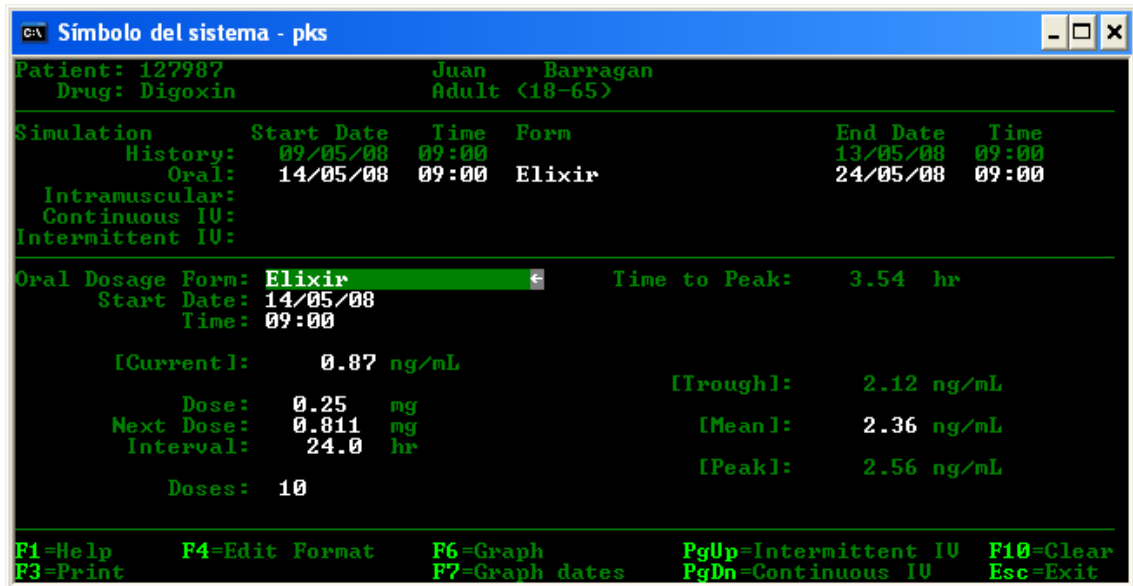 Símbolo del sistema - pks
Patient: 127987 Juan Barragan
Drug: Digoxin Adult (18-65)
Simulation Start Date Time Form End Date Time
History: 09/05/08 09:00 13/05/08 09:00
Oral: 14/05/08 09:00 Elixir 24/05/08 09:00
Intramuscular:
Continuous IV:
Intermittent IV:
Oral Dosage Form: Elixir ← Time to Peak: 3.54 hr
Start Date: 14/05/08
Time: 09:00
[Current]: 0.87 ng/mL
[Trough]: 2.12 ng/mL
Dose: 0.25 mg
Next Dose: 0.811 mg [Mean]: 2.36 ng/mL
Interval: 24.0 hr
[Peak]: 2.56 ng/mL
Doses: 10
F1=Help F4=Edit Format F6=Graph PgUp=Intermittent IV F10=Clear
F3=Print F7=Graph dates PgDn=Continuous IV Esc=Exit